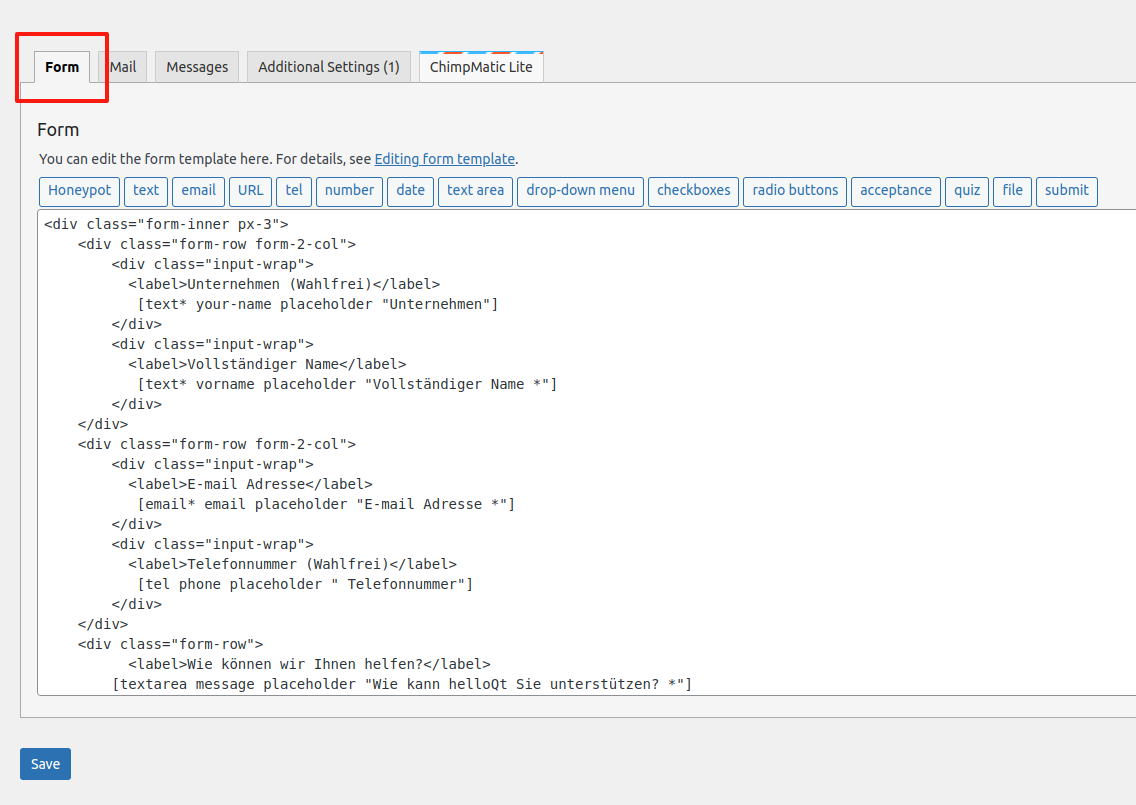 Form Mail Messages Additional Settings (1) ChimpMatic Lite
Form
You can edit the form template here. For details, see Editing form template.
Honeypot text email URL tel number date text area drop-down menu checkboxes radio buttons acceptance quiz file submit
<div class="form-inner px-3">
    <div class="form-row form-2-col">
        <div class="input-wrap">
          <label>Unternehmen (Wahlfrei)</label>
           [text* your-name placeholder "Unternehmen"]
        </div>
        <div class="input-wrap">
          <label>Vollständiger Name</label>
           [text* vorname placeholder "Vollständiger Name *"]
        </div>
    </div>
    <div class="form-row form-2-col">
        <div class="input-wrap">
          <label>E-mail Adresse</label>
           [email* email placeholder "E-mail Adresse *"]
        </div>
        <div class="input-wrap">
          <label>Telefonnummer (Wahlfrei)</label>
           [tel phone placeholder " Telefonnummer"]
        </div>
    </div>
    <div class="form-row">
          <label>Wie können wir Ihnen helfen?</label>
        [textarea message placeholder "Wie kann helloQt Sie unterstützen? *"]
Save